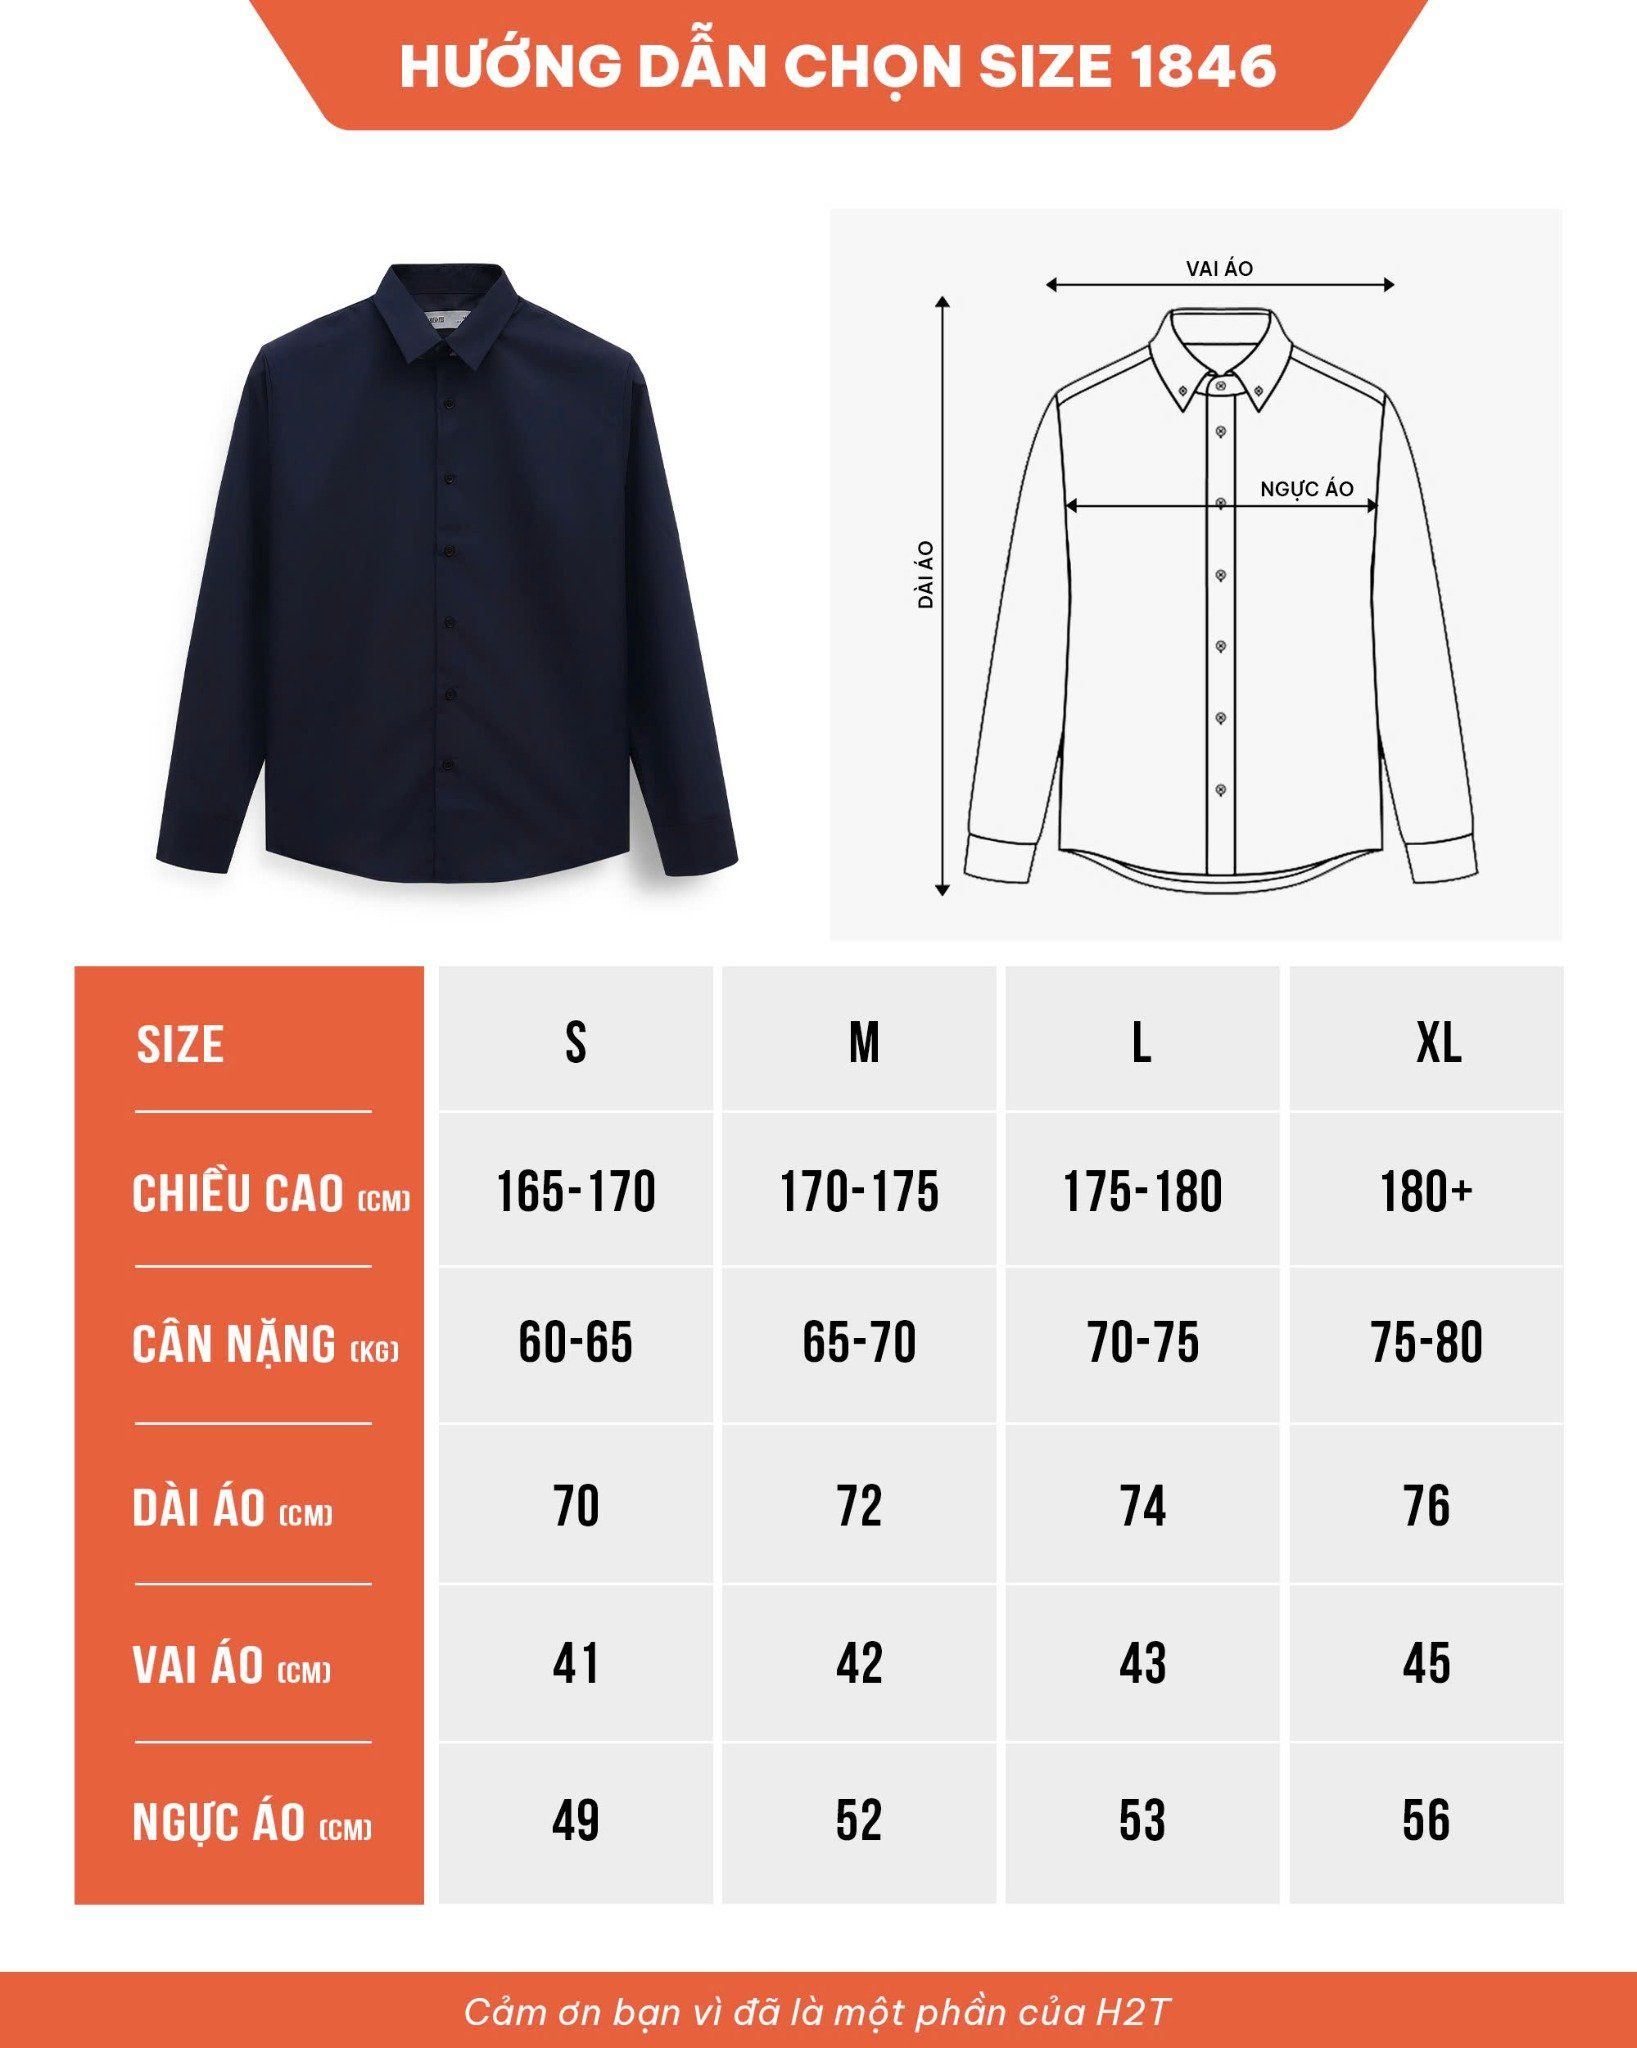 HƯỚNG DẪN CHỌN SIZE 1846
VAI ÁO
NGỰC ÁO
DÀI ÁO
SIZE S M L XL
CHIỀU CAO (CM) 165-170 170-175 175-180 180+
CÂN NẶNG (KG) 60-65 65-70 70-75 75-80
DÀI ÁO (CM) 70 72 74 76
VAI ÁO (CM) 41 42 43 45
NGỰC ÁO (CM) 49 52 53 56
Cảm ơn bạn vì đã là một phần của H2T